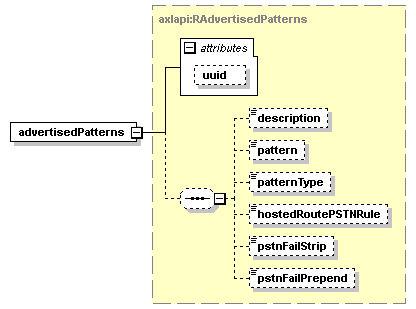 axlapi:RAdvertisedPatterns
attributes
uuid
advertisedPatterns
description
pattern
patternType
hostedRoutePSTNRule
pstnFailStrip
pstnFailPrepend